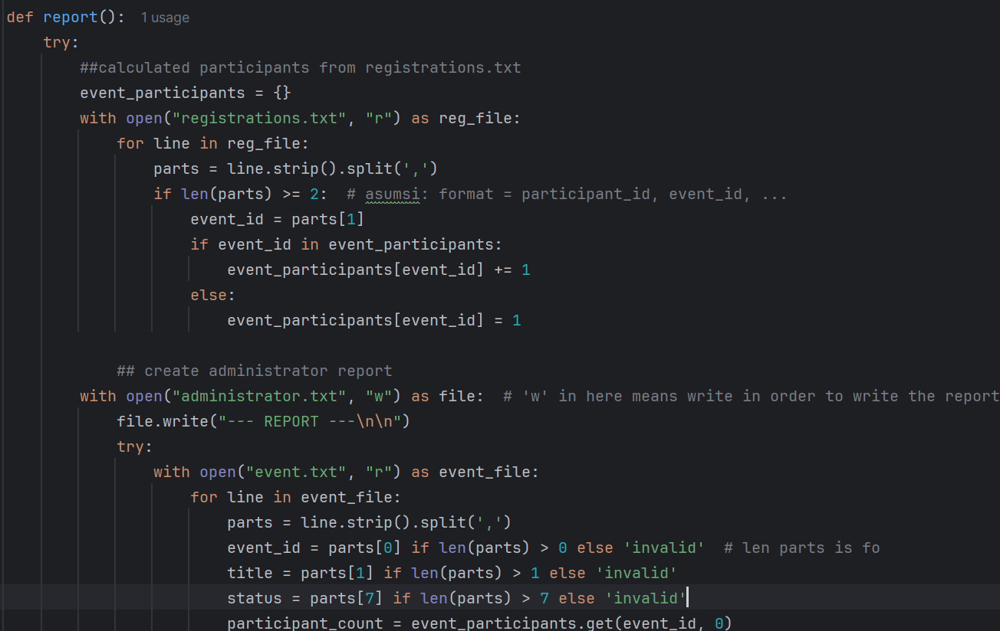 def report():  1 usage
    try:
        ##calculated participants from registrations.txt
        event_participants = {}
        with open("registrations.txt", "r") as reg_file:
            for line in reg_file:
                parts = line.strip().split(',')
                if len(parts) >= 2:  # asumsi: format = participant_id, event_id, ...
                    event_id = parts[1]
                    if event_id in event_participants:
                        event_participants[event_id] += 1
                    else:
                        event_participants[event_id] = 1
            ## create administrator report
        with open("administrator.txt", "w") as file:  # 'w' in here means write in order to write the report
            file.write("--- REPORT ---\n\n")
            try:
                with open("event.txt", "r") as event_file:
                    for line in event_file:
                        parts = line.strip().split(',')
                        event_id = parts[0] if len(parts) > 0 else 'invalid'  # len parts is fo
                        title = parts[1] if len(parts) > 1 else 'invalid'
                        status = parts[7] if len(parts) > 7 else 'invalid'
                        participant_count = event_participants.get(event_id, 0)